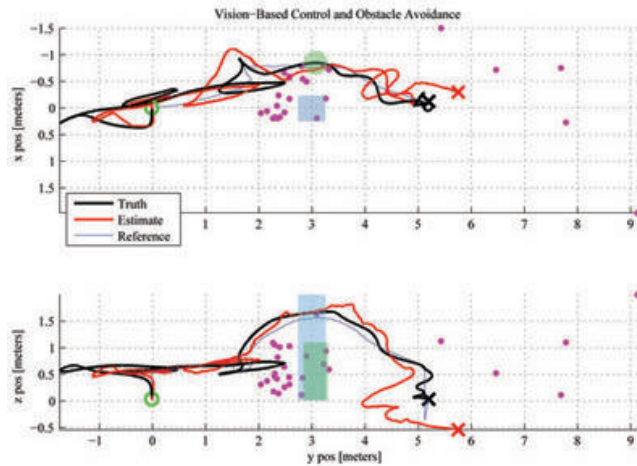 Vision-Based Control and Obstacle Avoidance
-1.5
-1
-0.5
0
0.5
1
1.5
x pos [meters]
Truth
Estimate
Reference
0 1 2 3 4 5 6 7 8 9
1.5
1
0.5
0
-0.5
z pos [meters]
-1 0 1 2 3 4 5 6 7 8 9
y pos [meters]